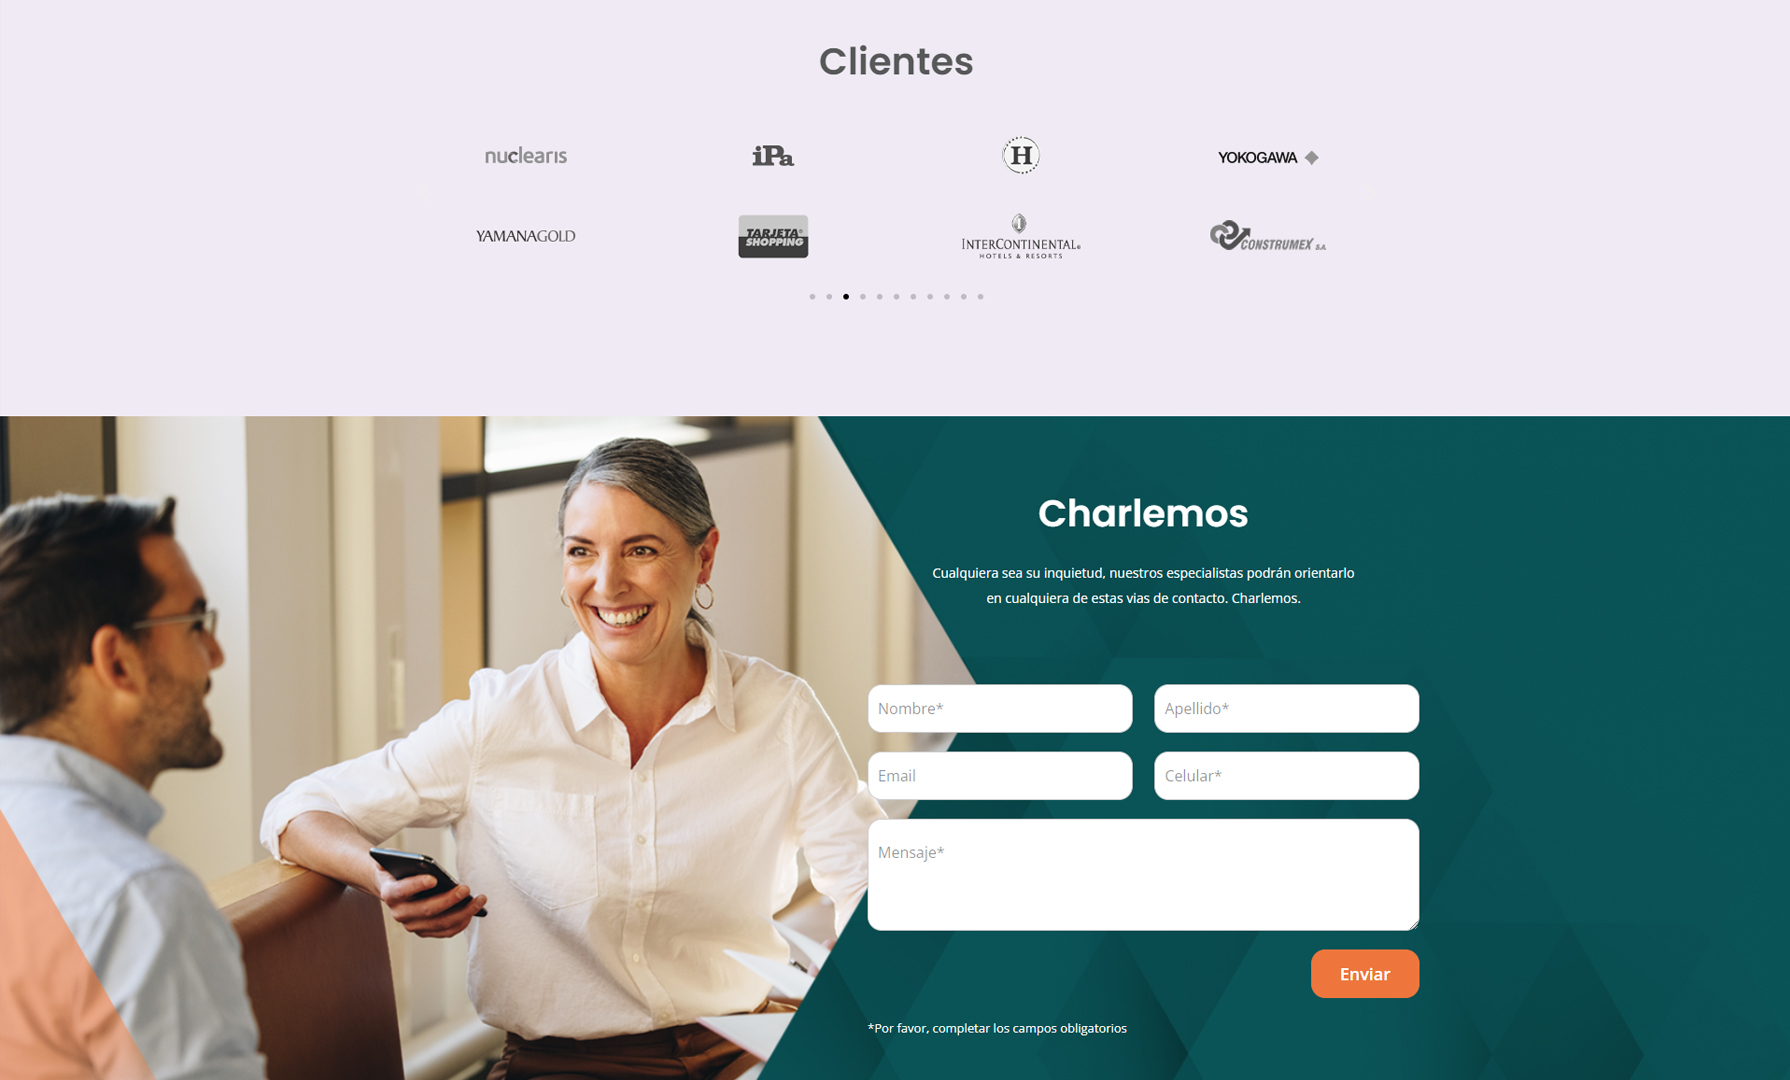 Clientes
nuclearis
iPa
H
YOKOGAWA
YAMANAGOLD
TARJETA®
SHOPPING
INTERCONTINENTAL®
HOTELS & RESORTS
CONSTRUMEX S.A.
Charlemos
Cualquiera sea su inquietud, nuestros especialistas podrán orientarlo
en cualquiera de estas vias de contacto. Charlemos.
Nombre*
Apellido*
Email
Celular*
Mensaje*
Enviar
*Por favor, completar los campos obligatorios